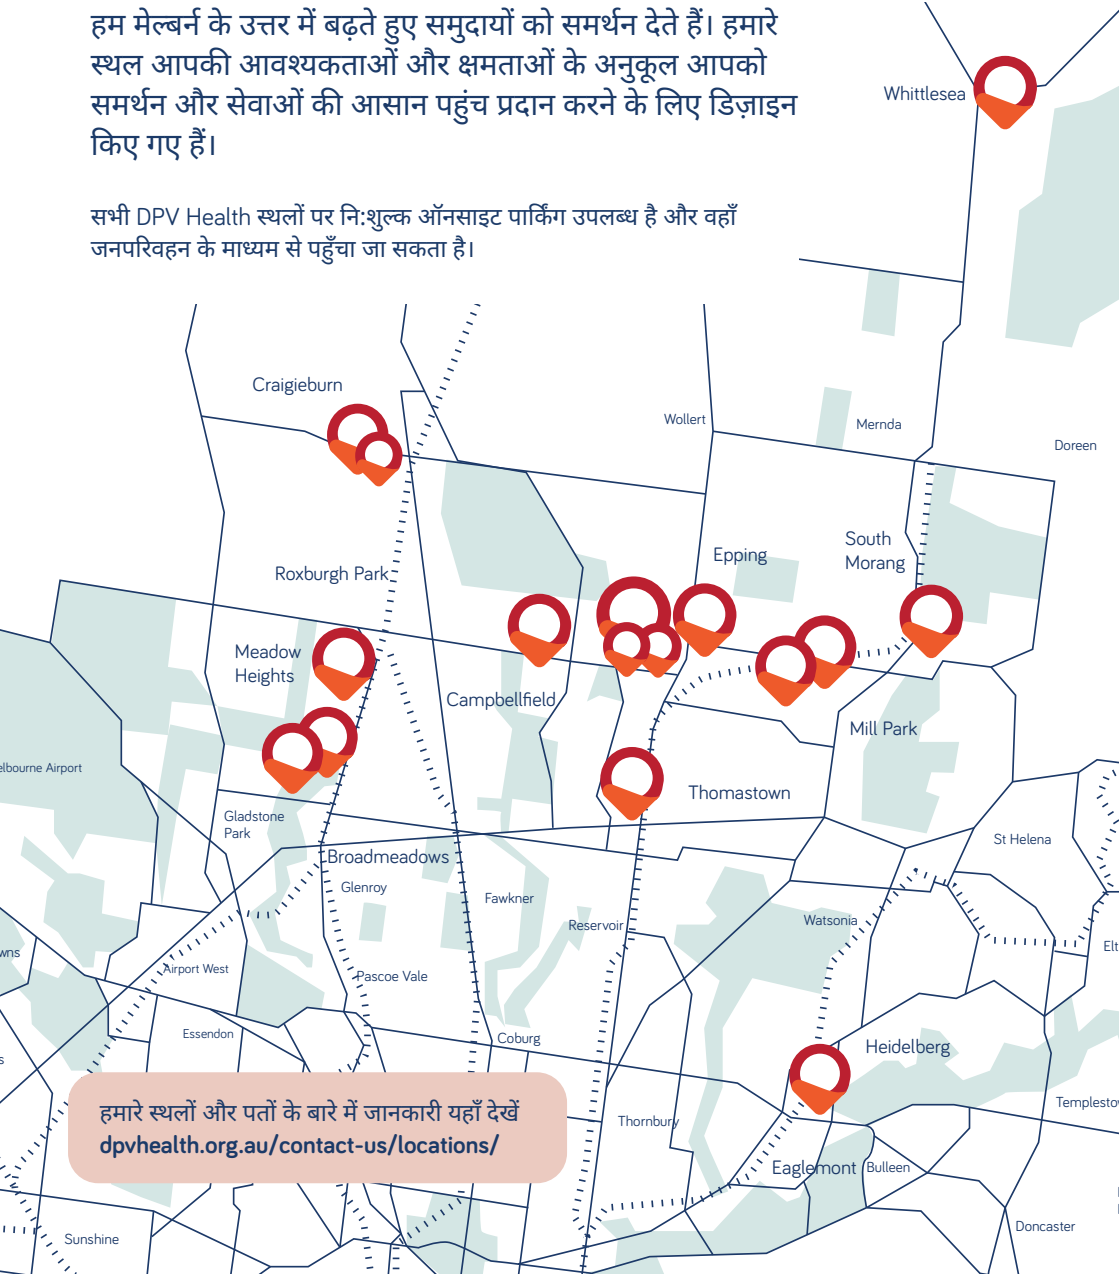 हम मेल्बर्न के उत्तर में बढ़ते हुए समुदायों को समर्थन देते हैं। हमारे
स्थल आपकी आवश्यकताओं और क्षमताओं के अनुकूल आपको
समर्थन और सेवाओं की आसान पहुंच प्रदान करने के लिए डिज़ाइन
किए गए हैं।
सभी DPV Health स्थलों पर नि:शुल्क ऑनसाइट पार्किंग उपलब्ध है और वहाँ
जनपरिवहन के माध्यम से पहुँचा जा सकता है।
Whittlesea
Craigieburn
Wollert
Mernda
Doreen
Epping
South
Morang
Roxburgh Park
Meadow
Heights
Campbellfield
Mill Park
elbourne Airport
Thomastown
Gladstone
Park
St Helena
Broadmeadows
Glenroy
Fawkner
Reservoir
Watsonia
wns
Elt
Airport West
Pascoe Vale
Essendon
Coburg
Heidelberg
s
Templestow
हमारे स्थलों और पतों के बारे में जानकारी यहाँ देखें
dpvhealth.org.au/contact-us/locations/
Thornbury
Eaglemont
Bulleen
Doncaster
Sunshine